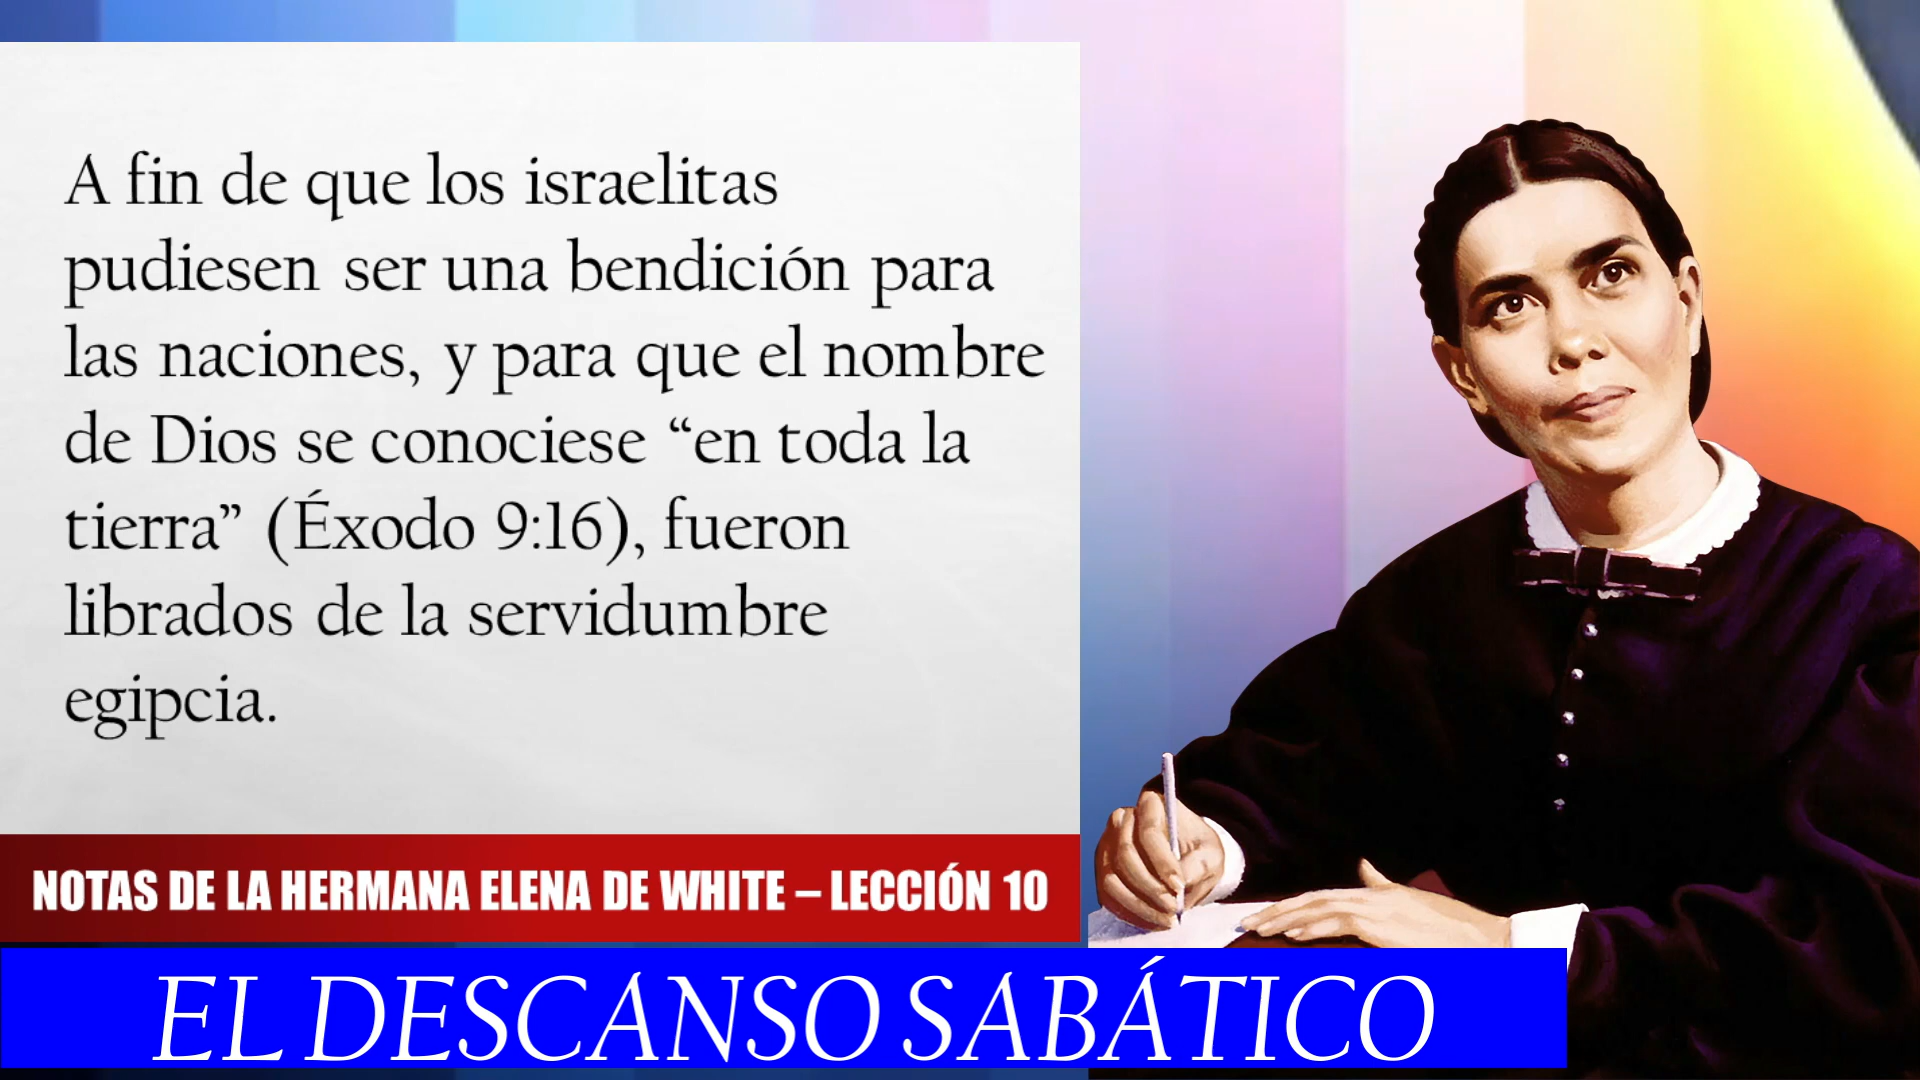 A fin de que los israelitas
pudiesen ser una bendición para
las naciones, y para que el nombre
de Dios se conociese “en toda la
tierra” (Éxodo 9:16), fueron
librados de la servidumbre
egipcia.
NOTAS DE LA HERMANA ELENA DE WHITE – LECCIÓN 10
EL DESCANSO SABÁTICO